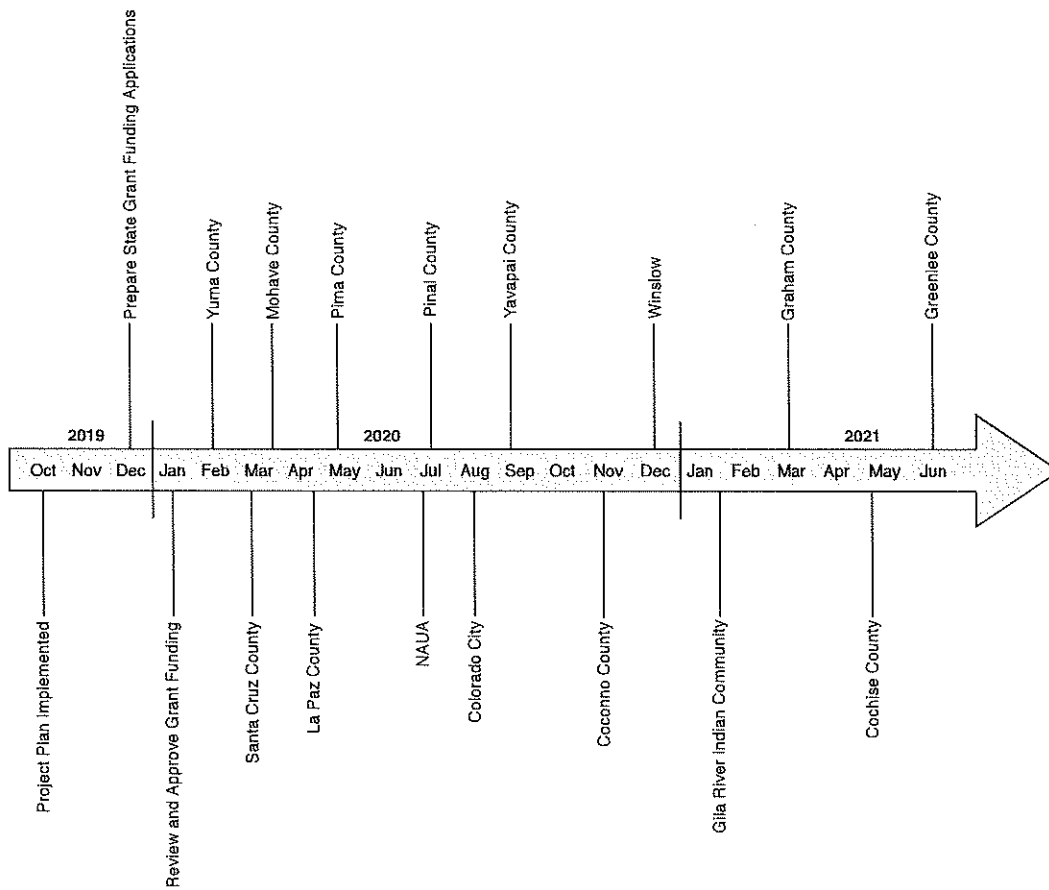 Prepare State Grant Funding Applications
Yuma County
Mohave County
Pima County
Pinal County
Yavapai County
Winslow
Graham County
Greenlee County
2019
2020
2021
Oct Nov Dec Jan Feb Mar Apr May Jun Jul Aug Sep Oct Nov Dec Jan Feb Mar Apr May Jun
Project Plan Implemented
Review and Approve Grant Funding
Santa Cruz County
La Paz County
NAUA
Colorado City
Coconno County
Gila River Indian Community
Cochise County